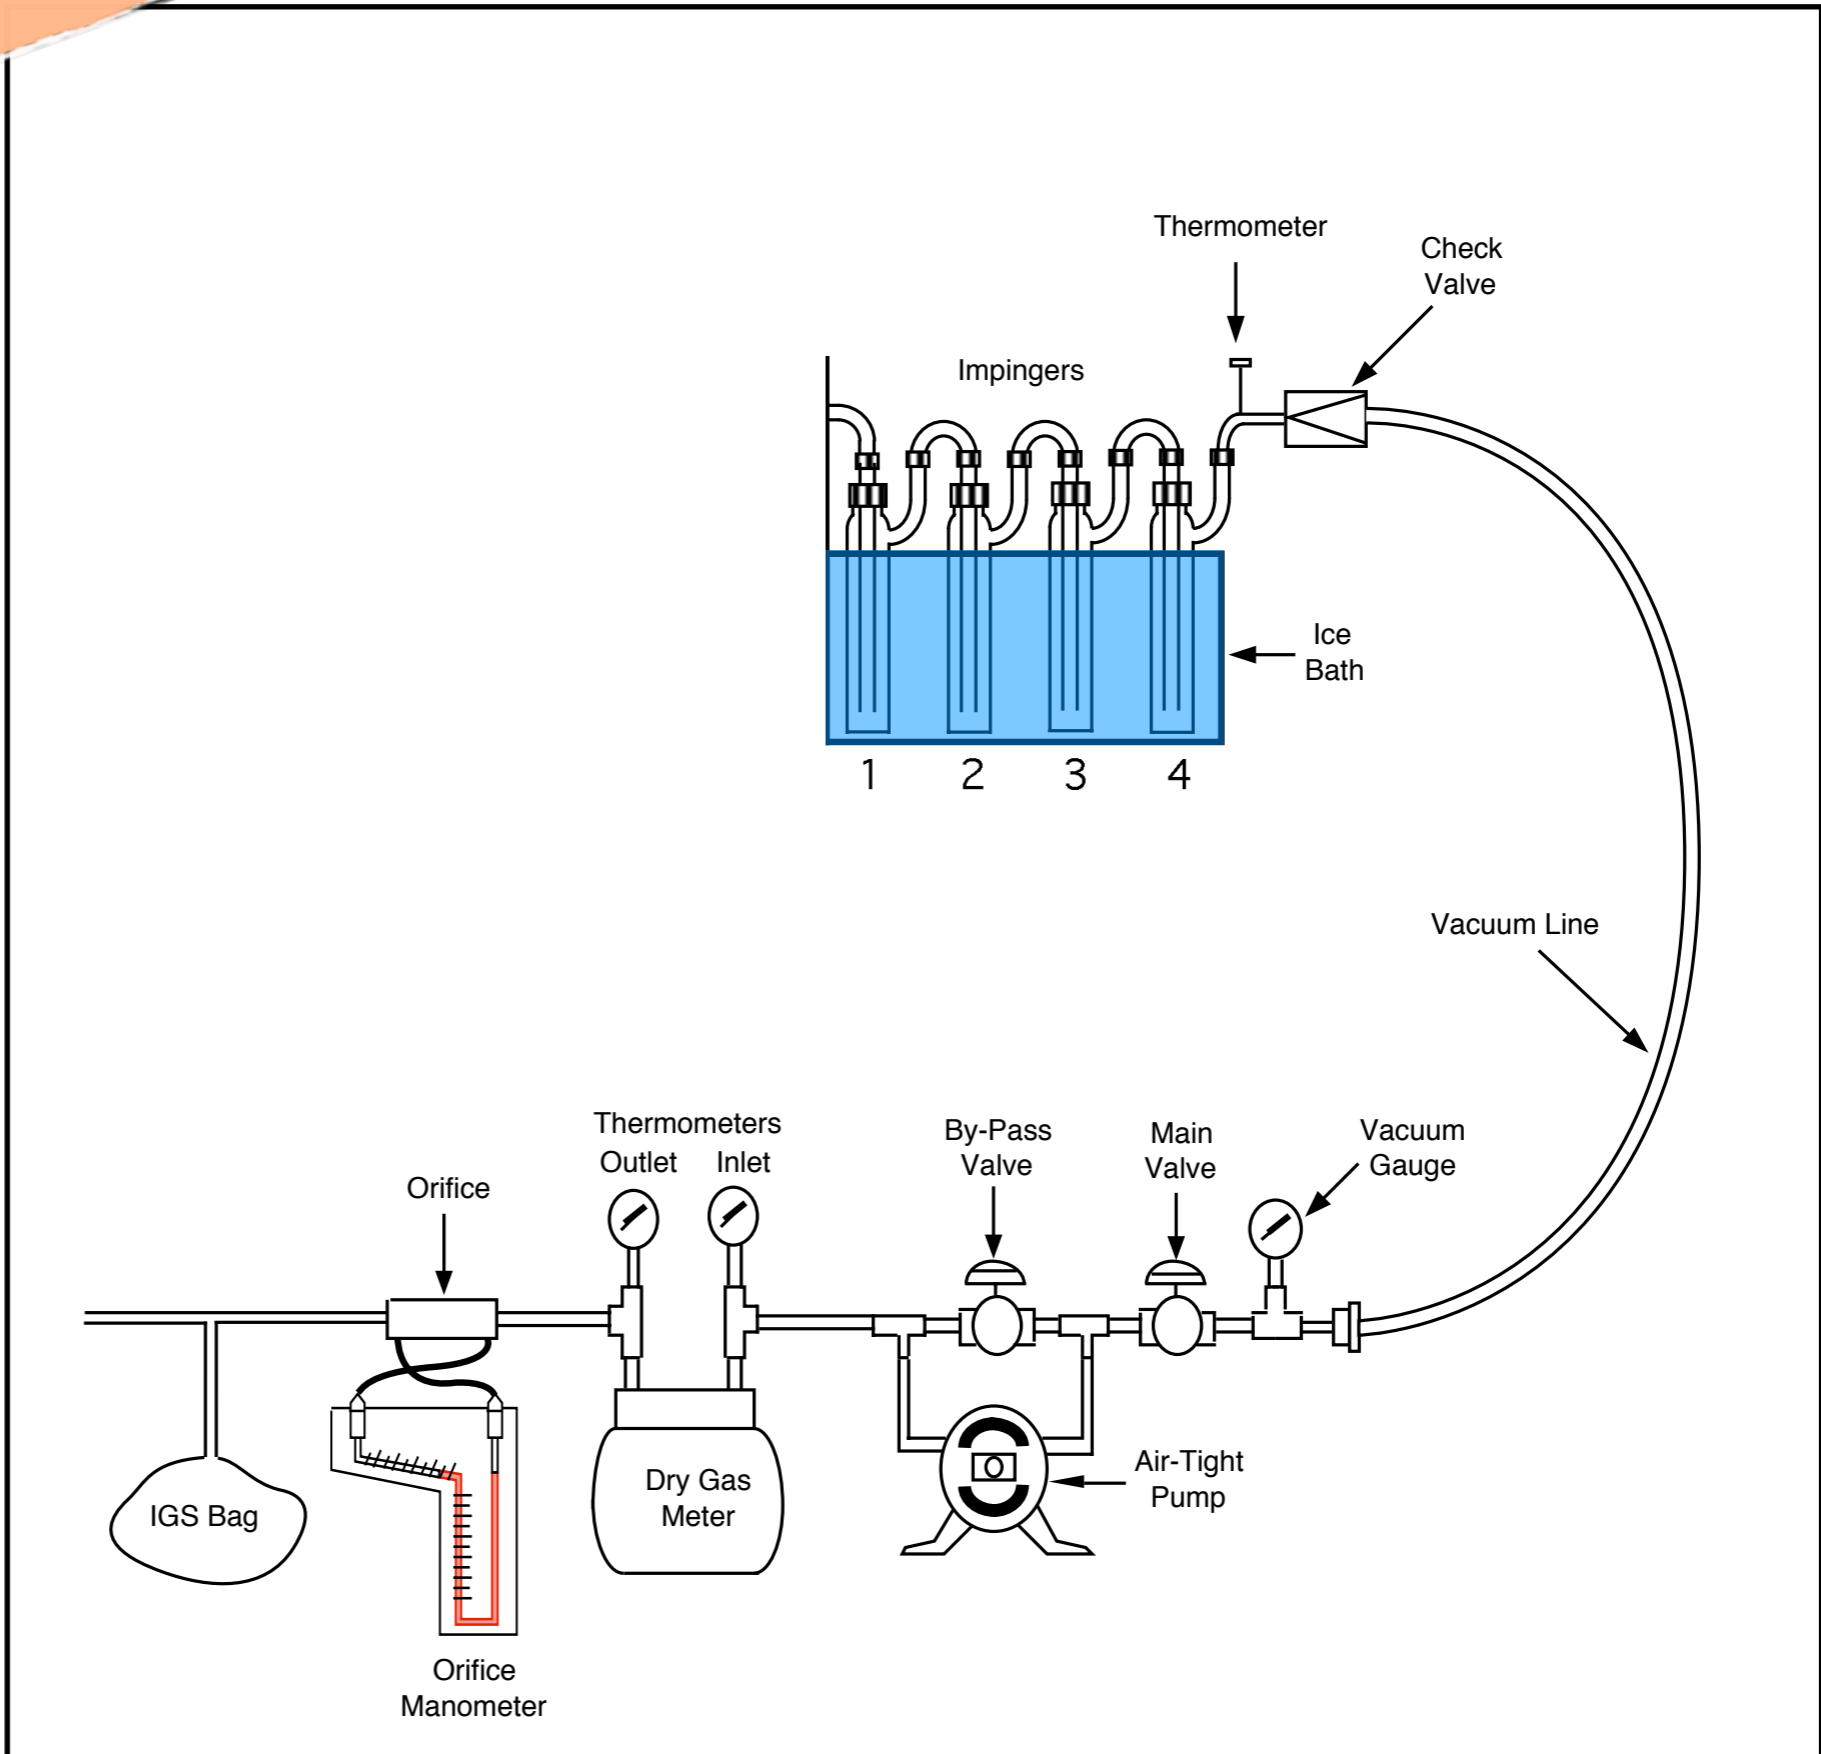 Thermometer
Check
Valve
Impingers
Ice
Bath
1 2 3 4
Vacuum Line
Thermometers
Outlet Inlet
By-Pass
Valve
Main
Valve
Vacuum
Gauge
Orifice
Dry Gas
Meter
Air-Tight
Pump
IGS Bag
Orifice
Manometer